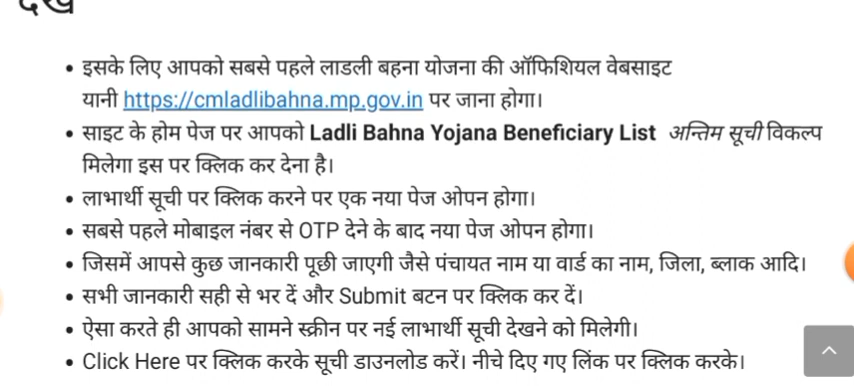 देखें
इसके लिए आपको सबसे पहले लाडली बहना योजना की ऑफिशियल वेबसाइट
यानी https://cmladlibahna.mp.gov.in पर जाना होगा।
साइट के होम पेज पर आपको Ladli Bahna Yojana Beneficiary List अन्तिम सूची विकल्प
मिलेगा इस पर क्लिक कर देना है।
लाभार्थी सूची पर क्लिक करने पर एक नया पेज ओपन होगा।
सबसे पहले मोबाइल नंबर से OTP देने के बाद नया पेज ओपन होगा।
जिसमें आपसे कुछ जानकारी पूछी जाएगी जैसे पंचायत नाम या वार्ड का नाम, जिला, ब्लाक आदि।
सभी जानकारी सही से भर दें और Submit बटन पर क्लिक कर दें।
ऐसा करते ही आपको सामने स्क्रीन पर नई लाभार्थी सूची देखने को मिलेगी।
Click Here पर क्लिक करके सूची डाउनलोड करें। नीचे दिए गए लिंक पर क्लिक करके।